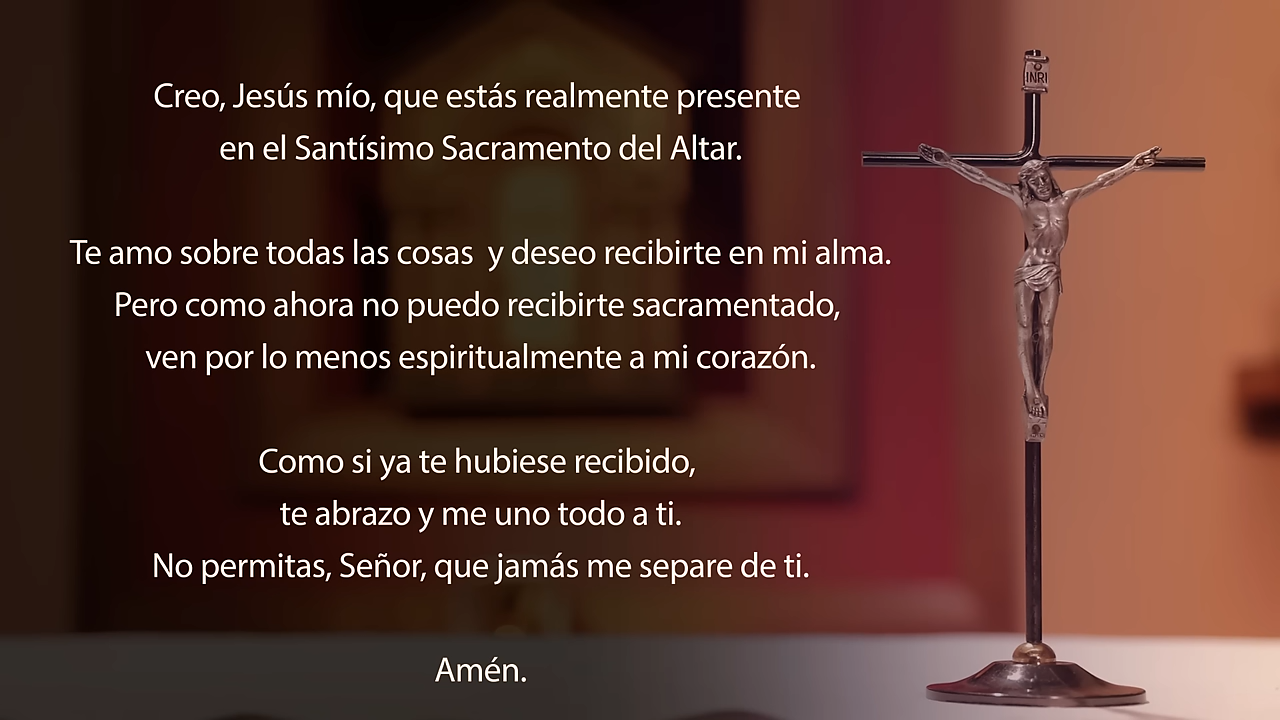 Creo, Jesús mío, que estás realmente presente
en el Santísimo Sacramento del Altar.
Te amo sobre todas las cosas  y deseo recibirte en mi alma.
Pero como ahora no puedo recibirte sacramentado,
ven por lo menos espiritualmente a mi corazón.
Como si ya te hubiese recibido,
te abrazo y me uno todo a ti.
No permitas, Señor, que jamás me separe de ti.
Amén.
INRI